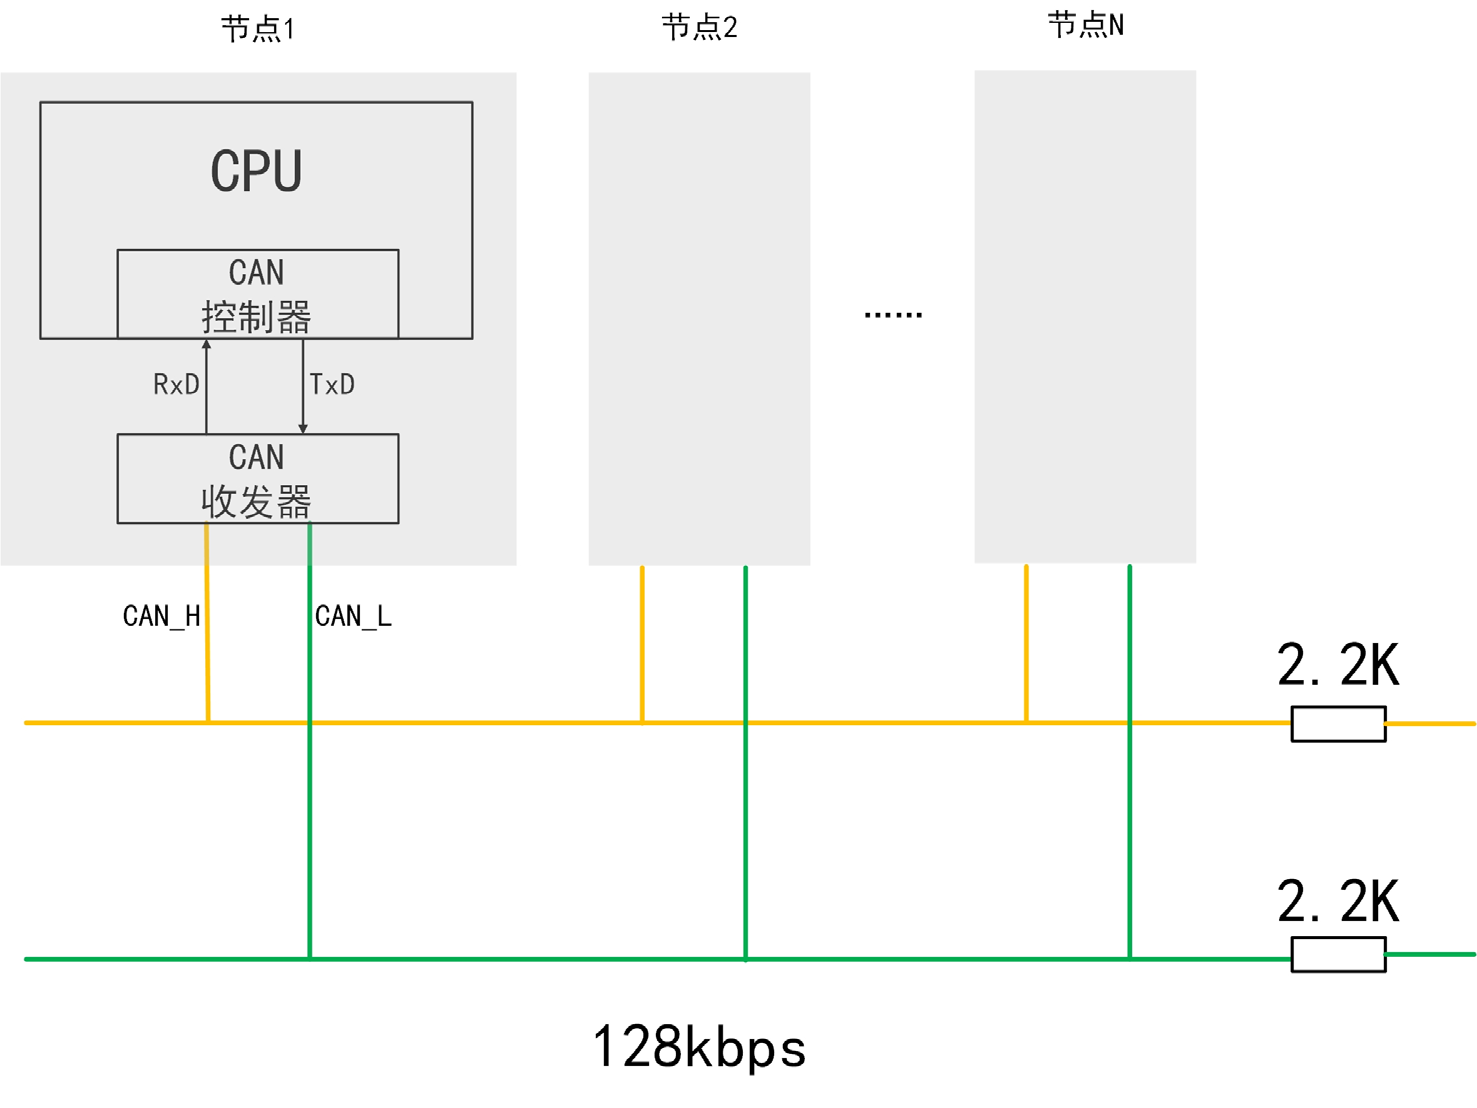 节点1
节点2
节点N
CPU
CAN
控制器
RxD
TxD
CAN
收发器
CAN_H
CAN_L
......
2.2K
2.2K
128kbps